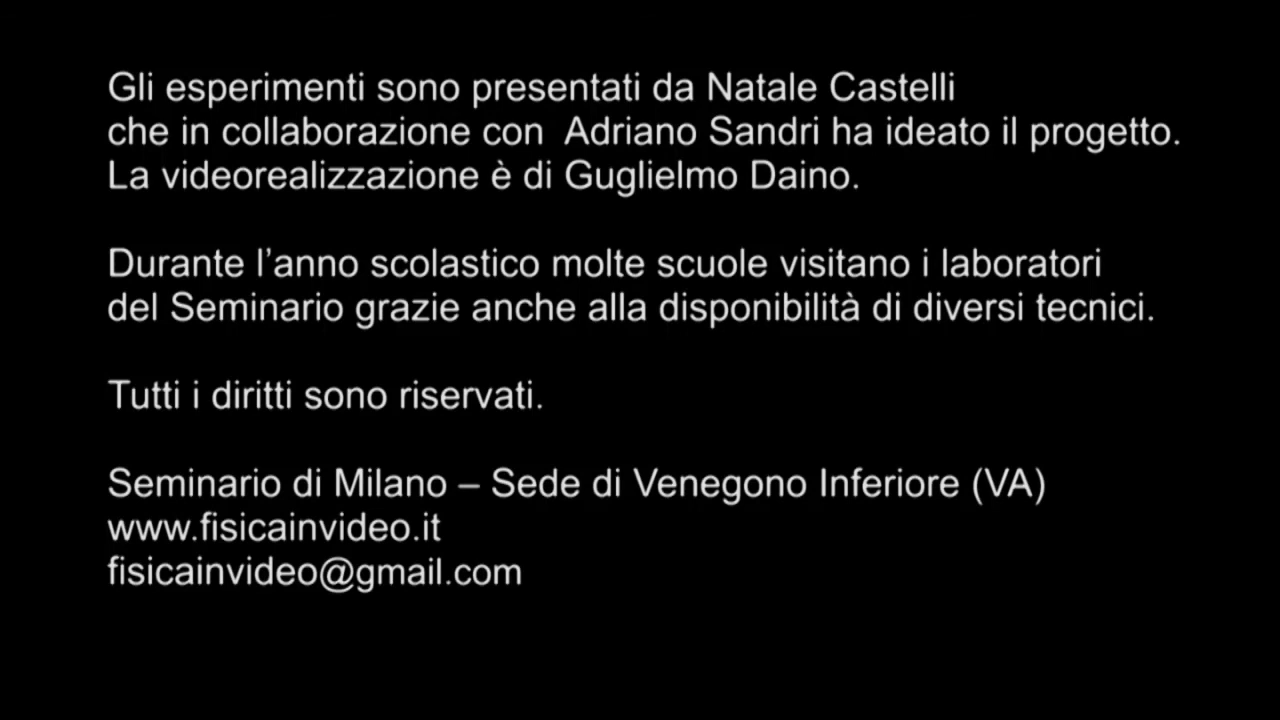 Gli esperimenti sono presentati da Natale Castelli
che in collaborazione con  Adriano Sandri ha ideato il progetto.
La videorealizzazione è di Guglielmo Daino.
Durante l’anno scolastico molte scuole visitano i laboratori
del Seminario grazie anche alla disponibilità di diversi tecnici.
Tutti i diritti sono riservati.
Seminario di Milano – Sede di Venegono Inferiore (VA)
www.fisicainvideo.it
fisicainvideo@gmail.com